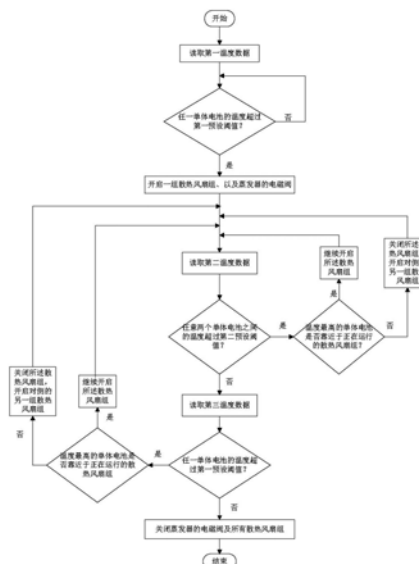 开始
读取第一温度数据
任一单体电池的温度超过
第一预设阈值？
否
是
开启一组散热风扇组、以及蒸发器的电磁阀
读取第二温度数据
继续开启
所述散热
风扇组
关闭所述
散热风扇组，
开启对侧的
另一组散热
风扇组
是
否
任意两个单体电池之间
的温度超过第二预设阈
值？
是
温度最高的单体电池
是否靠近于正在运行
的散热风扇组？
否
读取第三温度数据
关闭所述散
热风扇组，
开启对侧的
另一组散热
风扇组
继续开启
所述散热风
扇组
否
是
温度最高的单体电池是
否靠近于正在运行的散
热风扇组
是
任一单体电池的温度超
过第一预设阈值？
否
关闭蒸发器的电磁阀及所有散热风扇组
结束